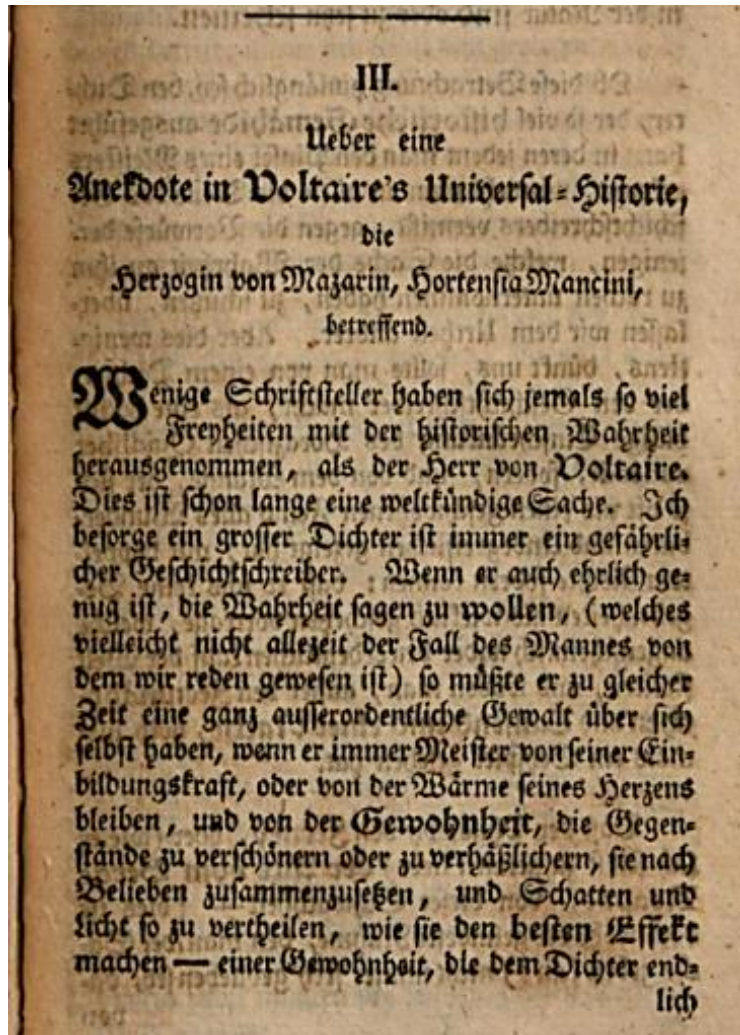 III.
Ueber eine
Anekdote in Voltaire's Universal-Historie,
die
Herzogin von Mazarin, Hortensia Mancini,
betreffend.
Wenige Schriftsteller haben sich jemals so viel
Freyheiten mit der historischen Wahrheit
herausgenommen, als der Herr von Voltaire.
Dies ist schon lange eine weltkündige Sache. Ich
besorge ein grosser Dichter ist immer ein gefährli-
cher Geschichtschreiber. Wenn er auch ehrlich ge-
nug ist, die Wahrheit sagen zu wollen, (welches
vielleicht nicht allezeit der Fall des Mannes von
dem wir reden gewesen ist) so müßte er zu gleicher
Zeit eine ganz ausserordentliche Gewalt über sich
selbst haben, wenn er immer Meister von seiner Ein-
bildungskraft, oder von der Wärme seines Herzens
bleiben, und von der Gewohnheit, die Gegen-
stände zu verschönern oder zu verhäßlichern, sie nach
Belieben zusammenzusetzen, und Schatten und
Licht so zu vertheilen, wie sie den besten Effekt
machen — einer Gewohnheit, die dem Dichter end-
lich